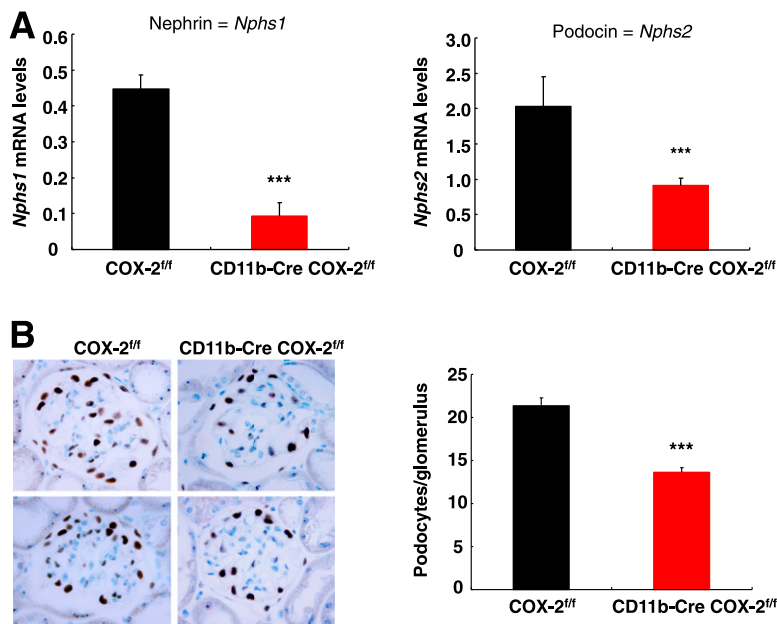 A
Nephrin = Nphs1
Nphs1 mRNA levels
0.6
0.5
0.4
0.3
0.2
0.1
0
***
COX-2f/f
CD11b-Cre COX-2f/f
Podocin = Nphs2
Nphs2 mRNA levels
3.0
2.5
2.0
1.5
1.0
0.5
0
***
COX-2f/f
CD11b-Cre COX-2f/f
B
COX-2f/f
CD11b-Cre COX-2f/f
Podocytes/glomerulus
25
20
15
10
5
0
***
COX-2f/f
CD11b-Cre COX-2f/f